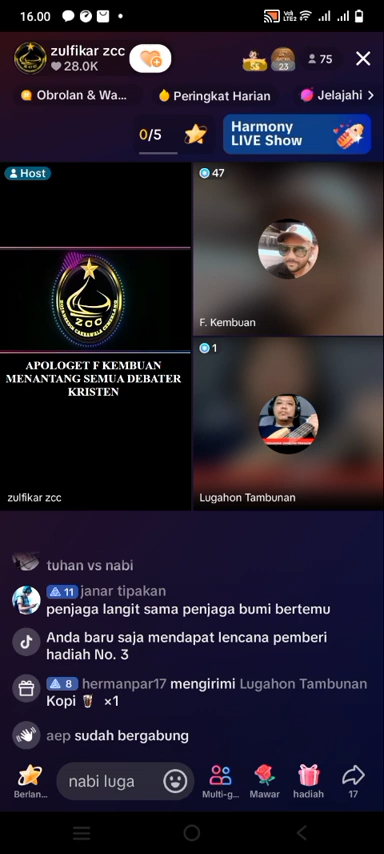 16.00
Vo)) LTE2
zulfikar zcc
28.0K
23
75
Obrolan & Wa...
Peringkat Harian
Jelajahi
0/5
Harmony
LIVE Show
Host
47
ZCC
APOLOGET F KEMBUAN
MENANTANG SEMUA DEBATER
KRISTEN
zulfikar zcc
F. Kembuan
1
Lugahon Tambunan
tuhan vs nabi
11 janar tipakan
penjaga langit sama penjaga bumi bertemu
Anda baru saja mendapat lencana pemberi
hadiah No. 3
8 hermanpar17 mengirimi Lugahon Tambunan
Kopi ×1
aep sudah bergabung
Berlan...
nabi luga
Multi-g...
Mawar
hadiah
17